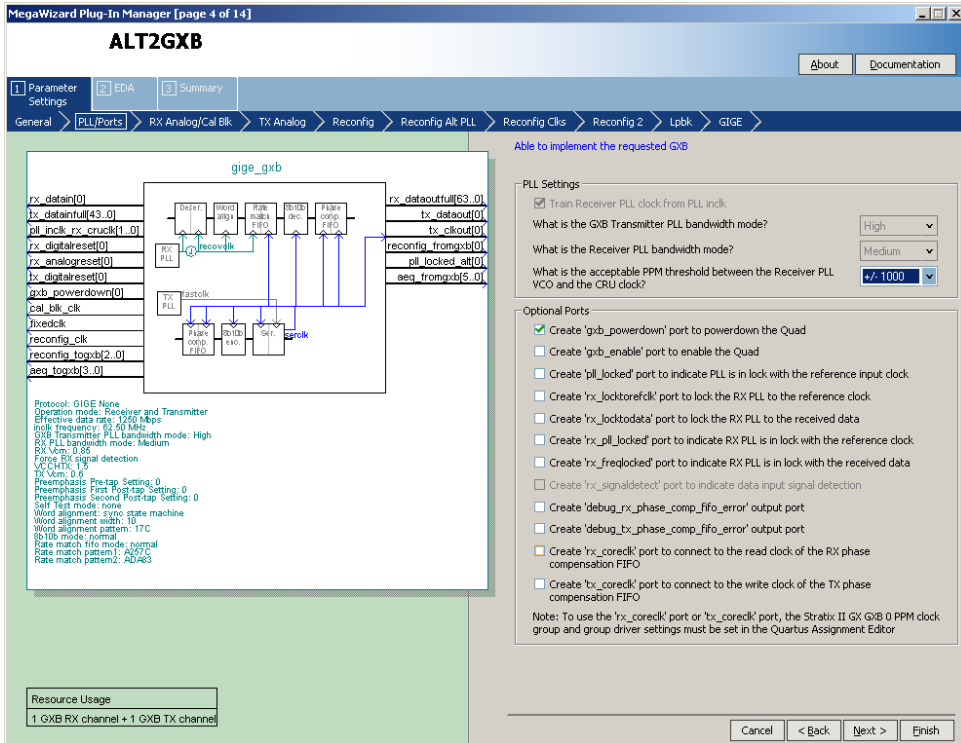 MegaWizard Plug-In Manager [page 4 of 14]
ALT2GXB
About
Documentation
1 Parameter Settings
2 EDA
3 Summary
General
PLL/Ports
RX Analog/Cal Blk
TX Analog
Reconfig
Reconfig Alt PLL
Reconfig Clks
Reconfig 2
Lpbk
GIGE
gige_gxb
rx_datain[0]
tx_datainfull[43..0]
pll_inclk_rx_cruclk[1..0]
rx_digitalreset[0]
rx_analogreset[0]
tx_digitalreset[0]
gxb_powerdown[0]
cal_blk_clk
fixedclk
reconfig_clk
reconfig_togxb[2..0]
aeq_togxb[3..0]
Deser.
Word align
Rate match FIFO
8b10b dec.
Phase comp. FIFO
RX PLL
recovclk
TX PLL
fastclk
Phase comp. FIFO
8b10b enc.
Ser.
serclk
rx_dataoutfull[63..0]
tx_dataout[0]
tx_clkout[0]
reconfig_fromgxb[0]
pll_locked_alt[0]
aeq_fromgxb[5..0]
Protocol: GIGE None
Operation mode: Receiver and Transmitter
Effective data rate: 1250 Mbps
inclk frequency: 62.50 MHz
GXB Transmitter PLL bandwidth mode: High
RX PLL bandwidth mode: Medium
RX Vcm: 0.85
Force RX signal detection
VCCHTX: 1.5
TX Vcm: 0.6
Preemphasis Pre-tap Setting: 0
Preemphasis First Post-tap Setting: 0
Preemphasis Second Post-tap Setting: 0
Self Test mode: none
Word alignment: sync state machine
Word alignment width: 10
Word alignment pattern: 17C
8b10b mode: normal
Rate match fifo mode: normal
Rate match pattern1: A257C
Rate match pattern2: ADA83
Resource Usage
1 GXB RX channel + 1 GXB TX channel
Able to implement the requested GXB
PLL Settings
Train Receiver PLL clock from PLL inclk
What is the GXB Transmitter PLL bandwidth mode?
High
What is the Receiver PLL bandwidth mode?
Medium
What is the acceptable PPM threshold between the Receiver PLL
VCO and the CRU clock?
+/- 1000
Optional Ports
Create 'gxb_powerdown' port to powerdown the Quad
Create 'gxb_enable' port to enable the Quad
Create 'pll_locked' port to indicate PLL is in lock with the reference input clock
Create 'rx_locktorefclk' port to lock the RX PLL to the reference clock
Create 'rx_locktodata' port to lock the RX PLL to the received data
Create 'rx_pll_locked' port to indicate RX PLL is in lock with the reference clock
Create 'rx_freqlocked' port to indicate RX PLL is in lock with the received data
Create 'rx_signaldetect' port to indicate data input signal detection
Create 'debug_rx_phase_comp_fifo_error' output port
Create 'debug_tx_phase_comp_fifo_error' output port
Create 'rx_coreclk' port to connect to the read clock of the RX phase
compensation FIFO
Create 'tx_coreclk' port to connect to the write clock of the TX phase
compensation FIFO
Note: To use the 'rx_coreclk' port or 'tx_coreclk' port, the Stratix II GX GXB 0 PPM clock
group and group driver settings must be set in the Quartus Assignment Editor
Cancel
< Back
Next >
Finish